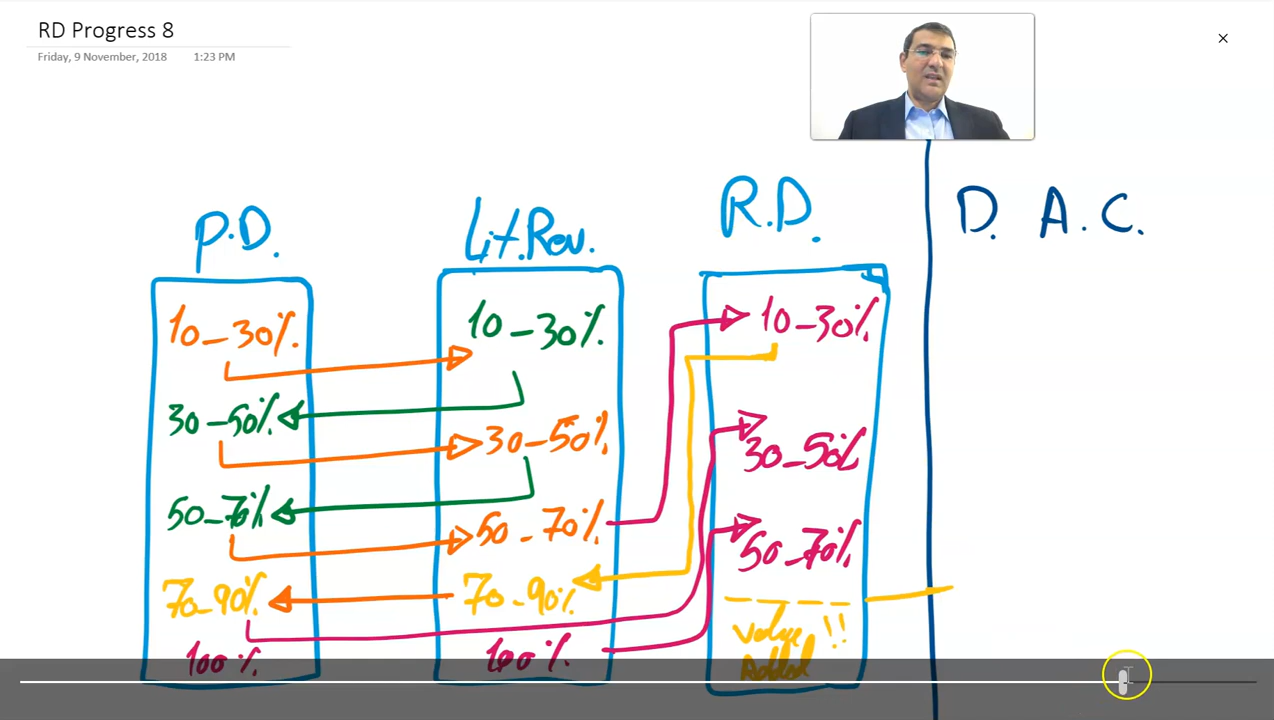 RD Progress 8
Friday, 9 November, 2018 1:23 PM
P.D. Lit.Rev. R.D. D. A.C.
10-30% 10-30% 10-30%
30-50% 30-50% 30-50%
50-70% 50-70% 50-70%
70-90% 70-90%
Value !!
Added
100% 100%